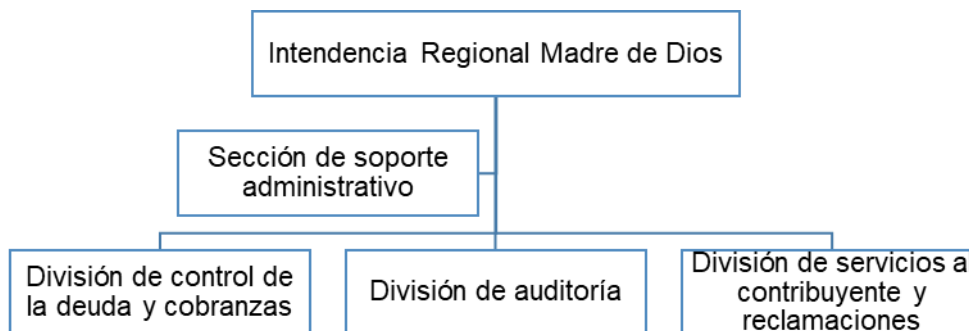 Intendencia Regional Madre de Dios
Sección de soporte
administrativo
División de control de
la deuda y cobranzas
División de auditoría
División de servicios al
contribuyente y
reclamaciones